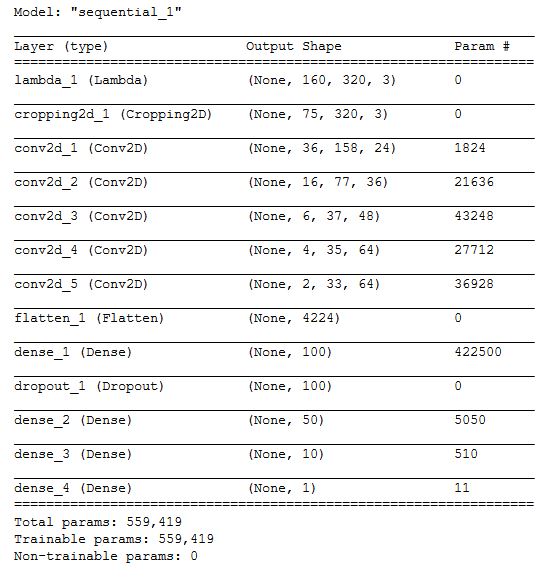 Model: "sequential_1"
Layer (type) Output Shape Param #
lambda_1 (Lambda) (None, 160, 320, 3) 0
cropping2d_1 (Cropping2D) (None, 75, 320, 3) 0
conv2d_1 (Conv2D) (None, 36, 158, 24) 1824
conv2d_2 (Conv2D) (None, 16, 77, 36) 21636
conv2d_3 (Conv2D) (None, 6, 37, 48) 43248
conv2d_4 (Conv2D) (None, 4, 35, 64) 27712
conv2d_5 (Conv2D) (None, 2, 33, 64) 36928
flatten_1 (Flatten) (None, 4224) 0
dense_1 (Dense) (None, 100) 422500
dropout_1 (Dropout) (None, 100) 0
dense_2 (Dense) (None, 50) 5050
dense_3 (Dense) (None, 10) 510
dense_4 (Dense) (None, 1) 11
Total params: 559,419
Trainable params: 559,419
Non-trainable params: 0